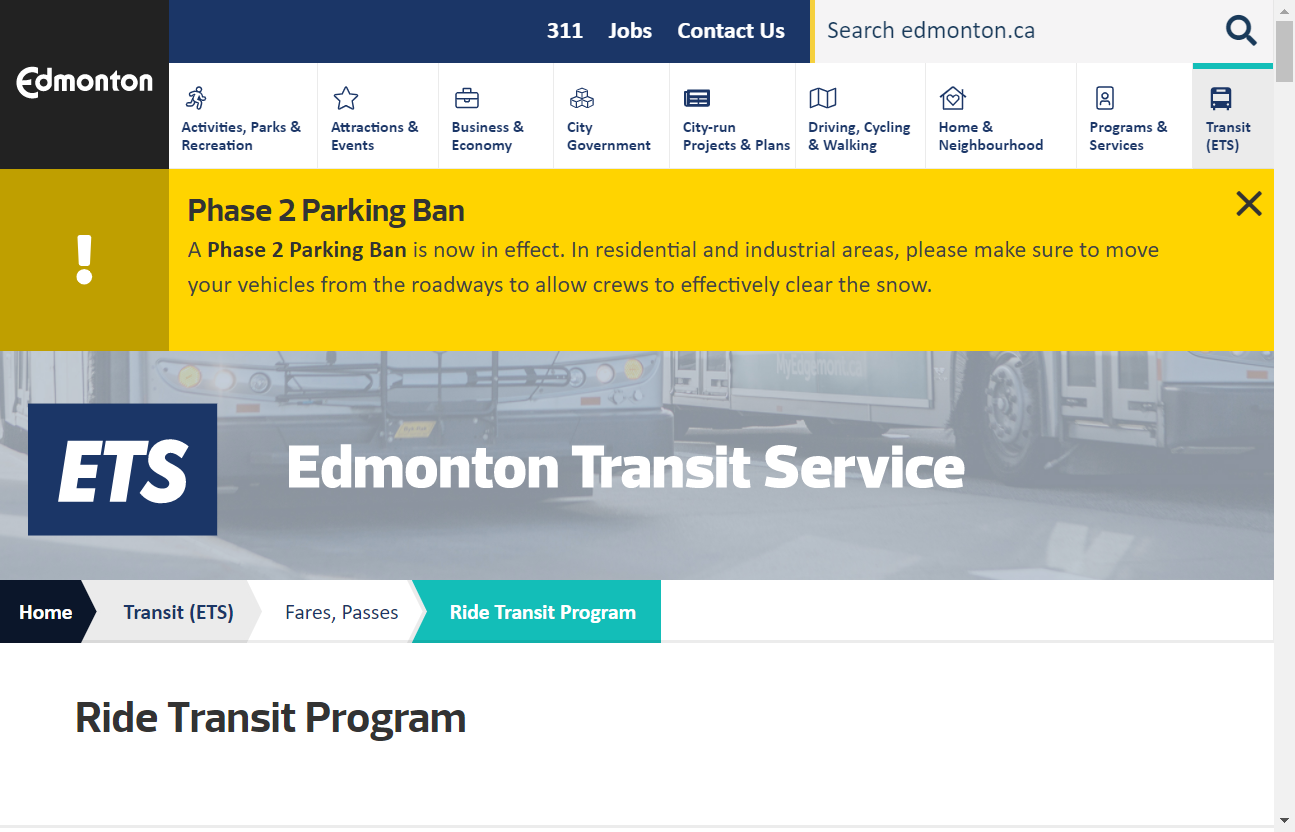 311 Jobs Contact Us Search edmonton.ca
Edmonton
Activities, Parks & Recreation
Attractions & Events
Business & Economy
City Government
City-run Projects & Plans
Driving, Cycling & Walking
Home & Neighbourhood
Programs & Services
Transit (ETS)
!
Phase 2 Parking Ban
A Phase 2 Parking Ban is now in effect. In residential and industrial areas, please make sure to move
your vehicles from the roadways to allow crews to effectively clear the snow.
ETS
Edmonton Transit Service
Home Transit (ETS) Fares, Passes Ride Transit Program
Ride Transit Program